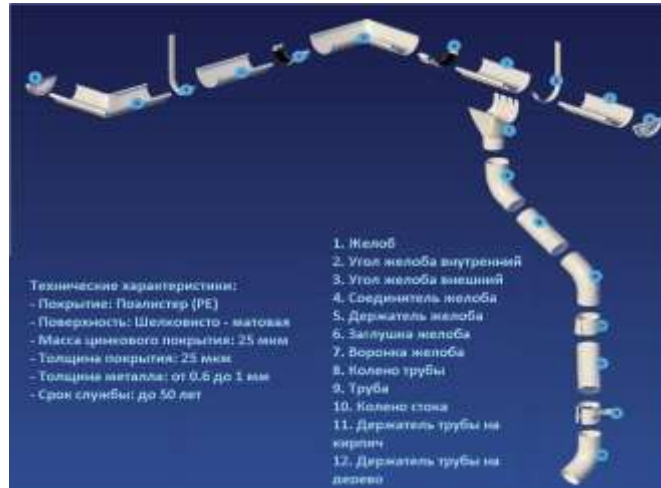 Технические характеристики:
- Покрытие: Поалистер (PE)
- Поверхность: Шелковисто - матовая
- Масса цинкового покрытия: 25 мкм
- Толщина покрытия: 25 мкм
- Толщина металла: от 0.6 до 1 мм
- Срок службы: до 50 лет
1. Желоб
2. Угол желоба внутренний
3. Угол желоба внешний
4. Соединитель желоба
5. Держатель желоба
6. Заглушка желоба
7. Воронка желоба
8. Колено трубы
9. Труба
10. Колено стока
11. Держатель трубы на
кирпич
12. Держатель трубы на
дерево